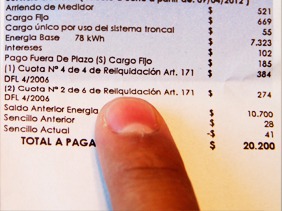 Arriendo de Medidor $ 521
Cargo Fijo $ 669
Cargo único por uso del sistema troncal $ 55
Energia Base 78 kWh $ 7.323
Intereses $ 102
Pago Fuera De Plazo (S) Cargo Fijo $ 185
(1) Cuota Nº 4 de 4 de Reliquidación Art. 171 $ 384
DFL 4/2006
(2) Cuota Nº 2 de 6 de Reliquidación Art. 171 $ 274
DFL 4/2006
Saldo Anterior Energía $ 10.700
Sencillo Anterior $ 28
Sencillo Actual -$ 41
TOTAL A PAGA $ 20.200